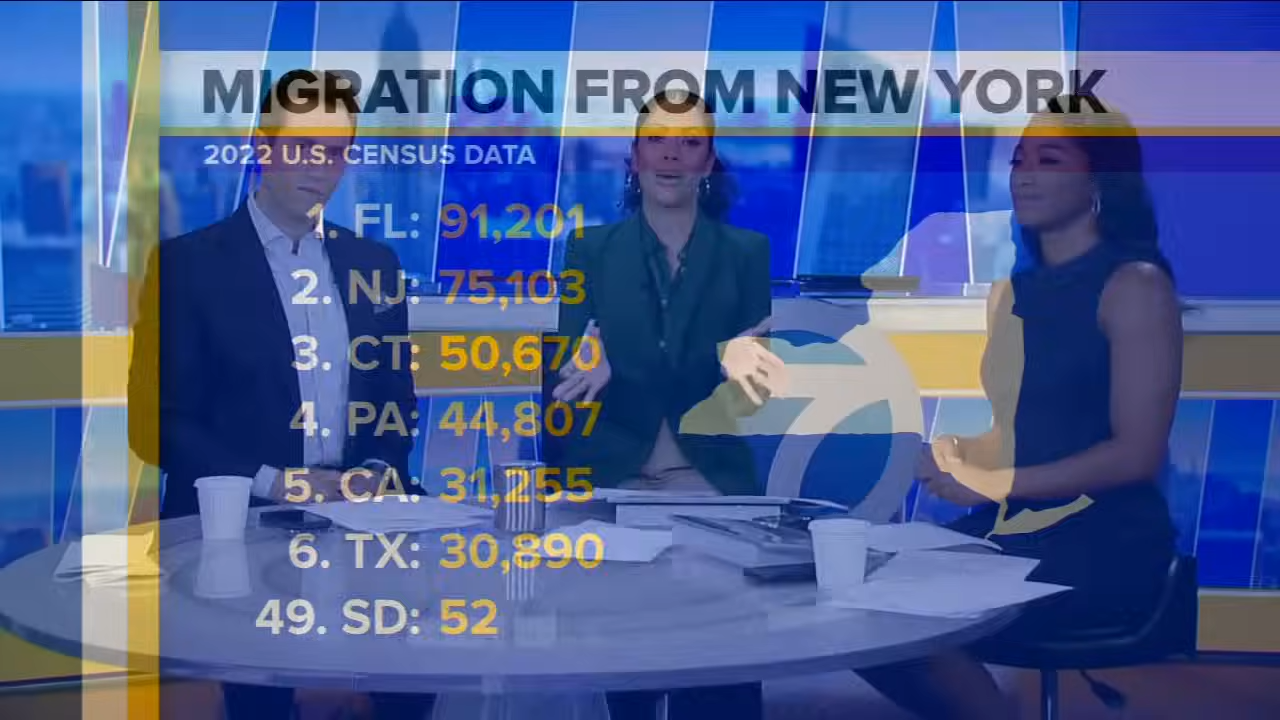 MIGRATION FROM NEW YORK
2022 U.S. CENSUS DATA
1. FL: 91,201
2. NJ: 75,103
3. CT: 50,670
4. PA: 44,807
5. CA: 31,255
6. TX: 30,890
49. SD: 52
7